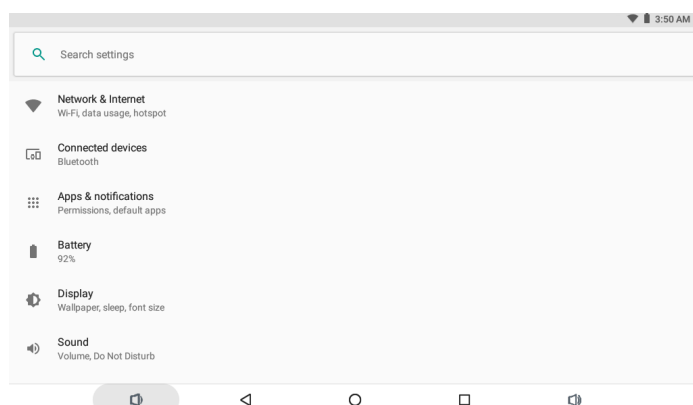 3:50 AM
Search settings
Network & Internet
Wi-Fi, data usage, hotspot
Connected devices
Bluetooth
Apps & notifications
Permissions, default apps
Battery
92%
Display
Wallpaper, sleep, font size
Sound
Volume, Do Not Disturb